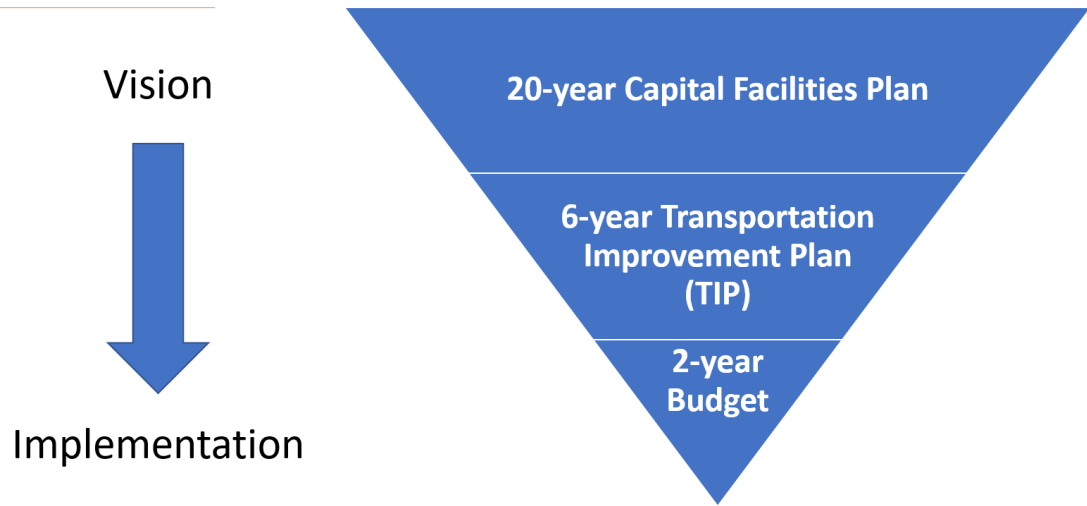 Vision
20-year Capital Facilities Plan
6-year Transportation
Improvement Plan
(TIP)
2-year
Budget
Implementation